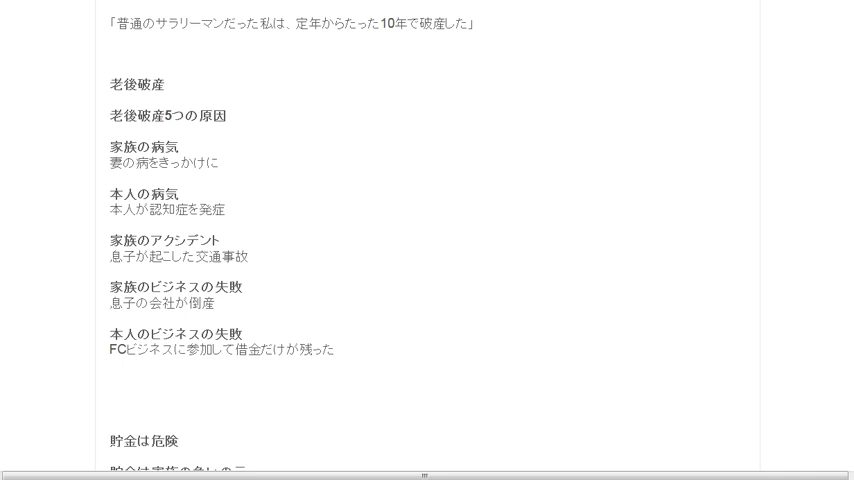 「普通のサラリーマンだった私は、定年からたった10年で破産した」
老後破産
老後破産5つの原因
家族の病気
妻の病をきっかけに
本人の病気
本人が認知症を発症
家族のアクシデント
息子が起こした交通事故
家族のビジネスの失敗
息子の会社が倒産
本人のビジネスの失敗
FCビジネスに参加して借金だけが残った
貯金は危険